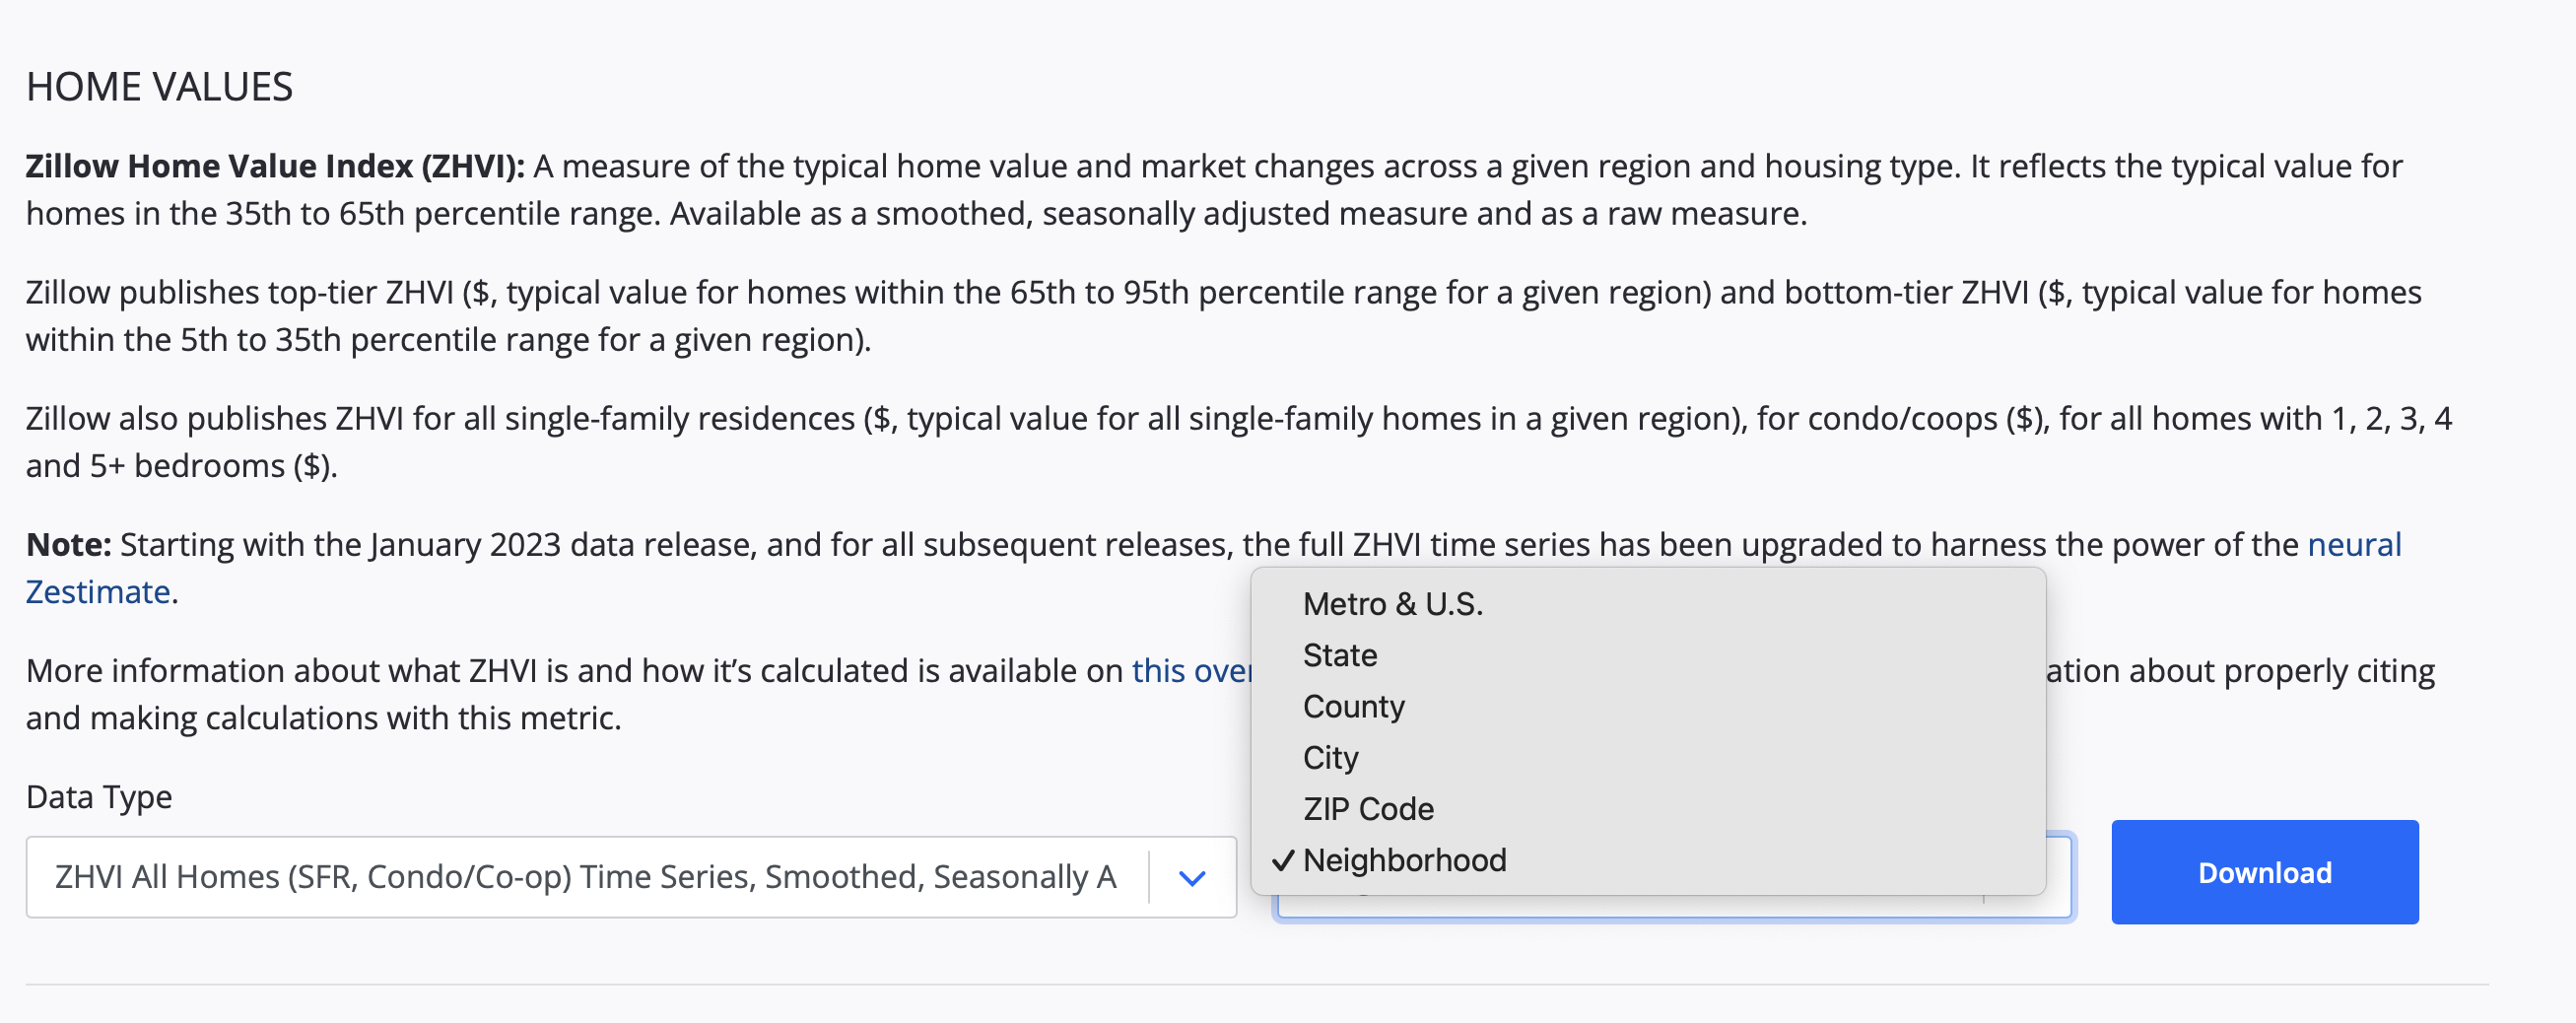 HOME VALUES
Zillow Home Value Index (ZHVI): A measure of the typical home value and market changes across a given region and housing type. It reflects the typical value for
homes in the 35th to 65th percentile range. Available as a smoothed, seasonally adjusted measure and as a raw measure.
Zillow publishes top-tier ZHVI ($, typical value for homes within the 65th to 95th percentile range for a given region) and bottom-tier ZHVI ($, typical value for homes
within the 5th to 35th percentile range for a given region).
Zillow also publishes ZHVI for all single-family residences ($, typical value for all single-family homes in a given region), for condo/coops ($), for all homes with 1, 2, 3, 4
and 5+ bedrooms ($).
Note: Starting with the January 2023 data release, and for all subsequent releases, the full ZHVI time series has been upgraded to harness the power of the neural
Zestimate.
More information about what ZHVI is and how it’s calculated is available on this over
ation about properly citing
and making calculations with this metric.
Metro & U.S.
State
County
City
ZIP Code
✓ Neighborhood
Data Type
ZHVI All Homes (SFR, Condo/Co-op) Time Series, Smoothed, Seasonally A
Download